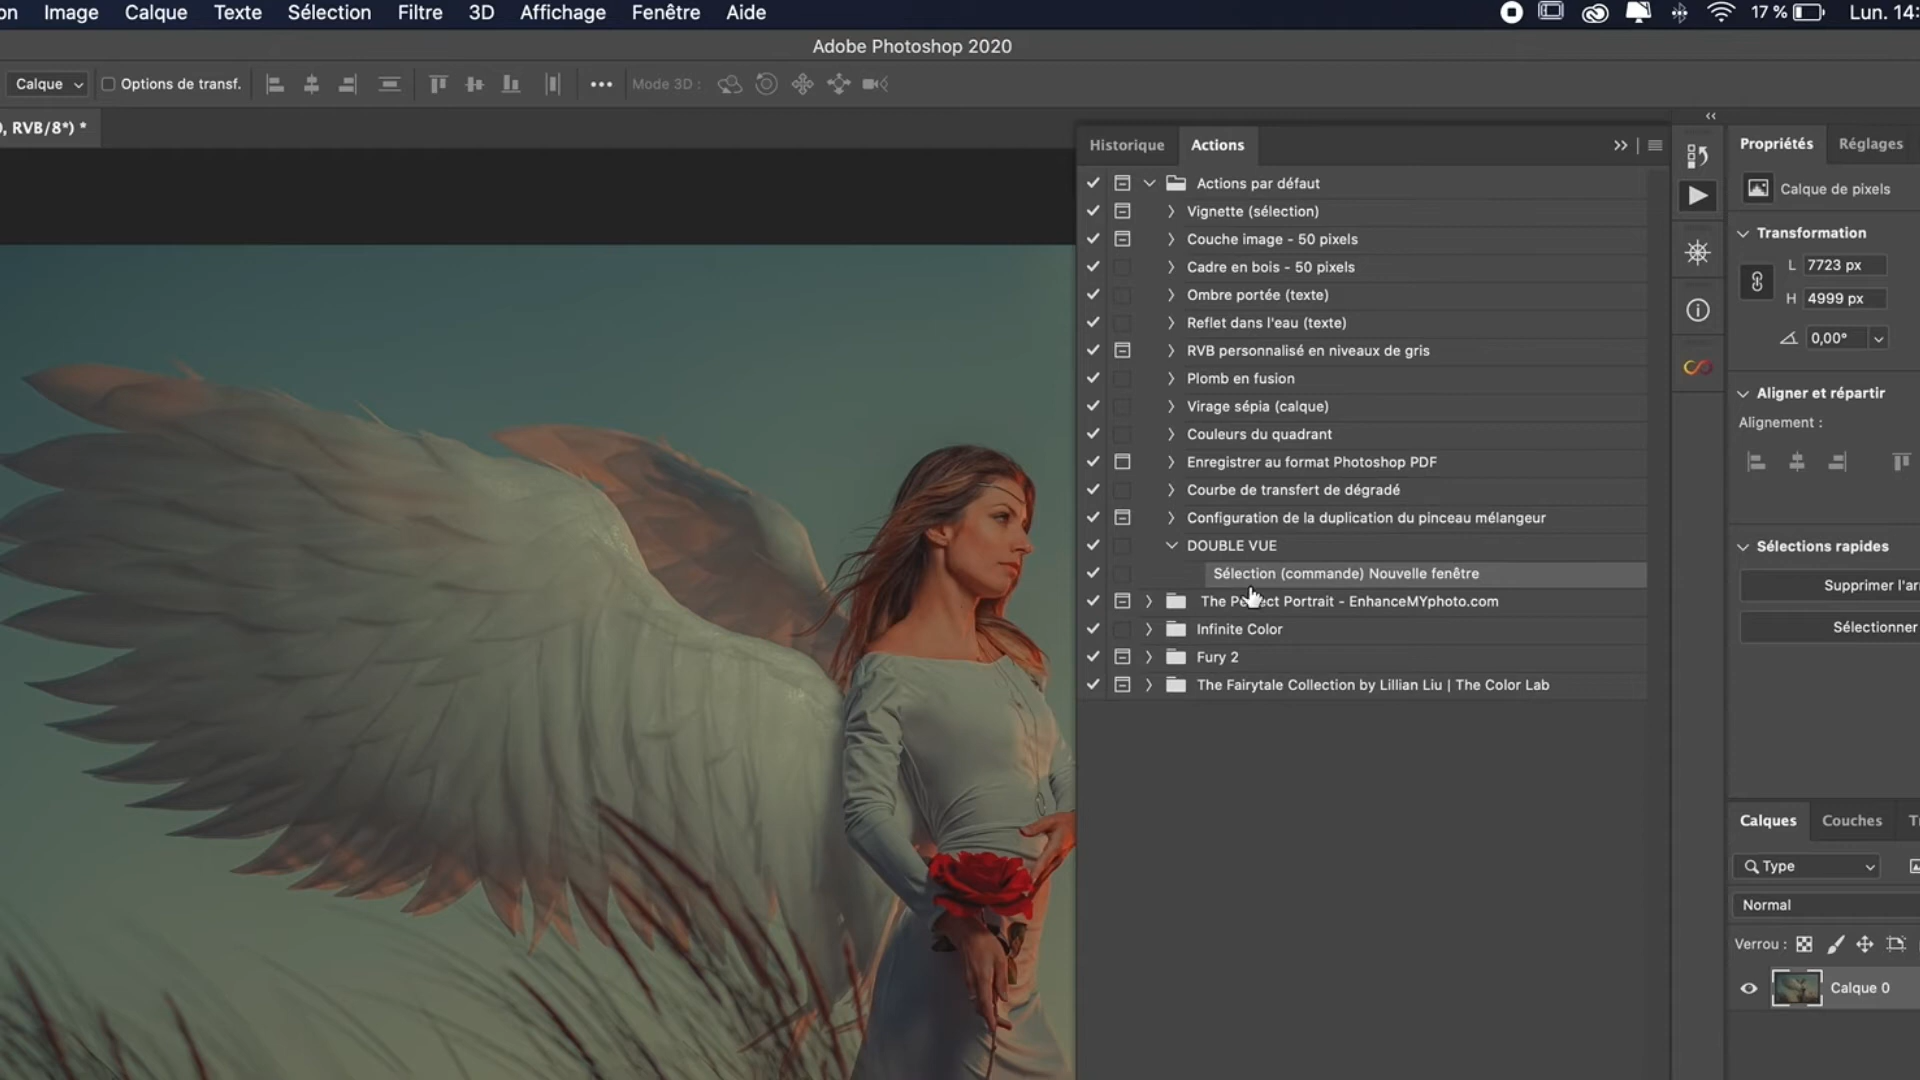 on Image Calque Texte Sélection Filtre 3D Affichage Fenêtre Aide 17 % Lun. 14:
Adobe Photoshop 2020
Calque Options de transf. Mode 3D :
), RVB/8*) *
Historique Actions
Actions par défaut
Vignette (sélection)
Couche image - 50 pixels
Cadre en bois - 50 pixels
Ombre portée (texte)
Reflet dans l'eau (texte)
RVB personnalisé en niveaux de gris
Plomb en fusion
Virage sépia (calque)
Couleurs du quadrant
Enregistrer au format Photoshop PDF
Courbe de transfert de dégradé
Configuration de la duplication du pinceau mélangeur
DOUBLE VUE
Sélection (commande) Nouvelle fenêtre
The Perfect Portrait - EnhanceMYphoto.com
Infinite Color
Fury 2
The Fairytale Collection by Lillian Liu | The Color Lab
Propriétés Réglages
Calque de pixels
Transformation
L 7723 px
H 4999 px
0,00°
Aligner et répartir
Alignement :
Sélections rapides
Supprimer l'arr
Sélectionner
Calques Couches T
Type
Normal
Verrou :
Calque 0